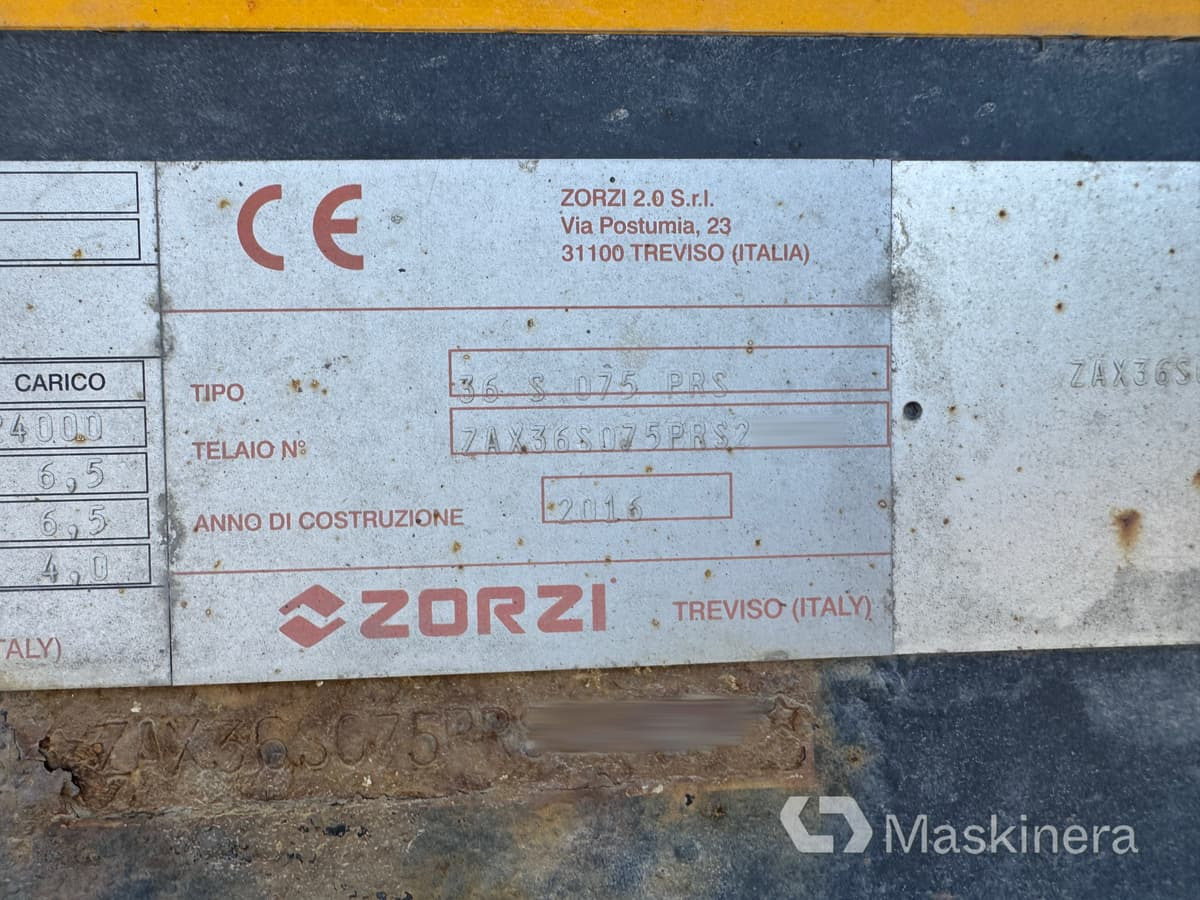 CE
ZORZI 2.0 S.r.l.
Via Postumia, 23
31100 TREVISO (ITALIA)
TIPO 36 S 075 PRS
TELAIO N° ZAX36S075PRS2
ANNO DI COSTRUZIONE 2016
ZORZI TREVISO (ITALY)
CARICO
24000
6,5
6,5
4,0
TALY)
ZAX36S
ZAX36S075PR
Maskinera